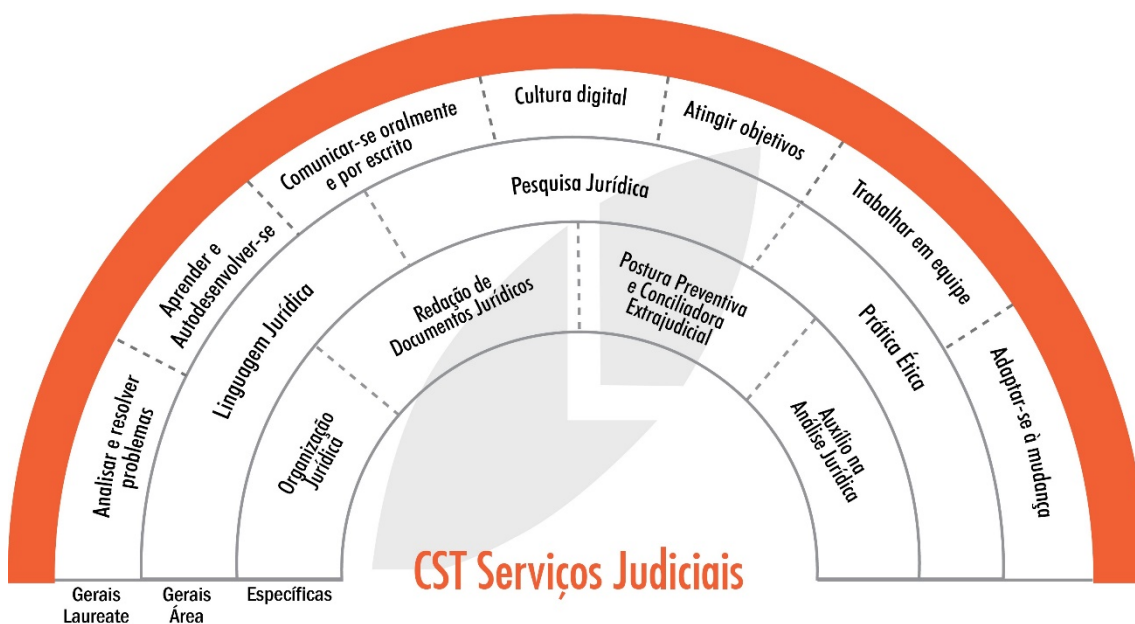 Analisar e resolver
problemas
Aprender e
Autodesenvolver-se
Comunicar-se oralmente
e por escrito
Cultura digital
Atingir objetivos
Trabalhar em equipe
Adaptar-se à mudança
Linguagem Jurídica
Pesquisa Jurídica
Prática Ética
Organização
Jurídica
Redação de
Documentos Jurídicos
Postura Preventiva
e Conciliadora
Extrajudicial
Auxílio na
Análise Jurídica
CST Serviços Judiciais
Gerais
Laureate
Gerais
Área
Específicas